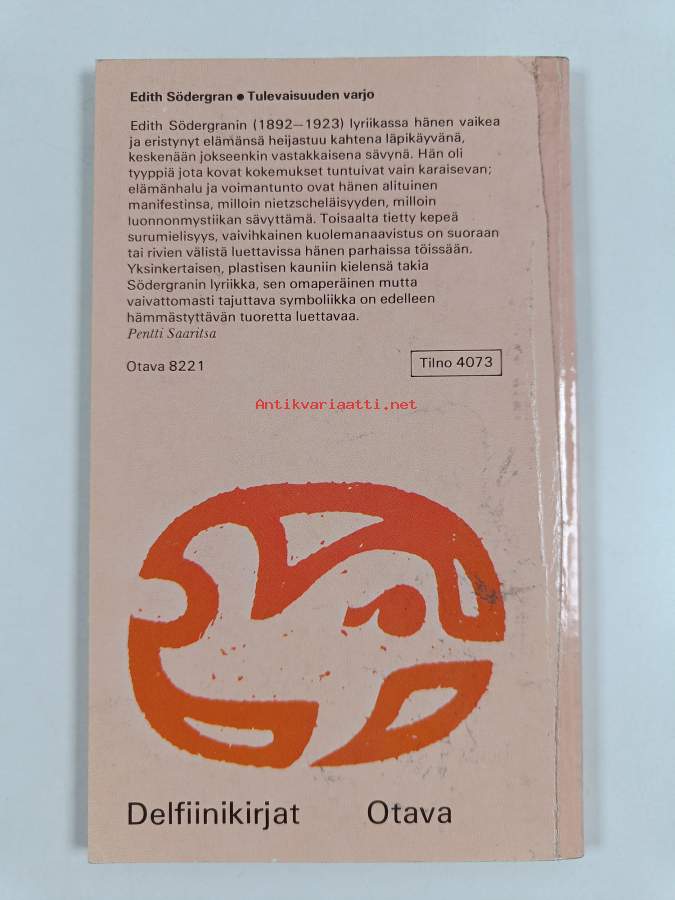 Edith Södergran ● Tulevaisuuden varjo
Edith Södergranin (1892—1923) lyriikassa hänen vaikea
ja eristynyt elämänsä heijastuu kahtena läpikäyvänä,
keskenään jokseenkin vastakkaisena sävynä. Hän oli
tyyppiä jota kovat kokemukset tuntuivat vain karaisevan;
elämänhalu ja voimantunto ovat hänen alituinen
manifestinsa, milloin nietzscheläisyyden, milloin
luonnonmystiikan sävyttämä. Toisaalta tietty kepeä
surumielisyys, vaivihkainen kuolemanaavistus on suoraan
tai rivien välistä luettavissa hänen parhaissa töissään.
Yksinkertaisen, plastisen kauniin kielensä takia
Södergranin lyriikka, sen omaperäinen mutta
vaivattomasti tajuttava symboliikka on edelleen
hämmästyttävän tuoretta luettavaa.
Pentti Saaritsa
Otava 8221 Tilno 4073
Antikvariaatti.net
Delfiinikirjat Otava